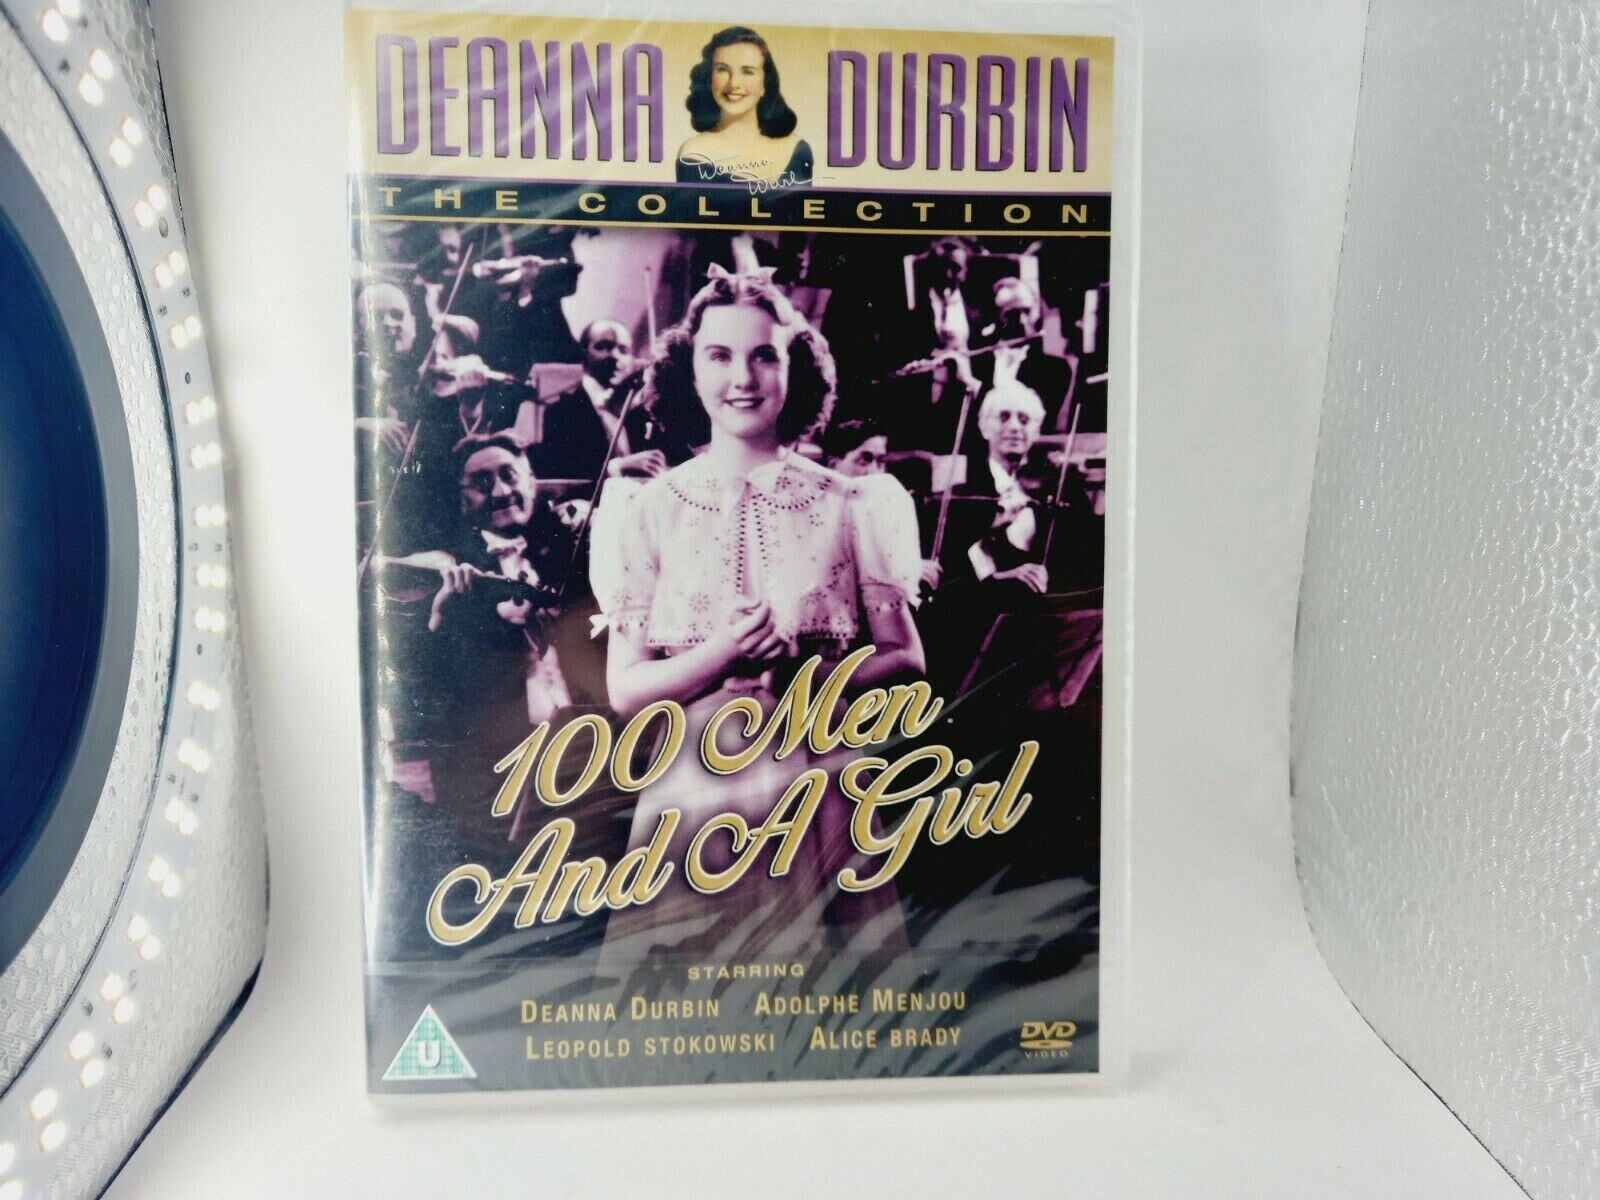 DEANNA DURBIN
THE COLLECTION
100 Men
And A Girl
STARRING
DEANNA DURBIN ADOLPHE MENJOU
LEOPOLD STOKOWSKI ALICE BRADY
U
DVD
VIDEO